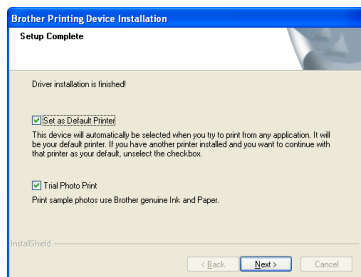 Brother Printing Device Installation
Setup Complete
Driver installation is finished!
Set as Default Printer
This device will automatically be selected when you try to print from any application. It will
be your default printer. If you have another printer installed and you want to continue with
that printer as your default, unselect the checkbox.
Trial Photo Print
Print sample photos use Brother genuine Ink and Paper.
InstallShield
< Back Next > Cancel